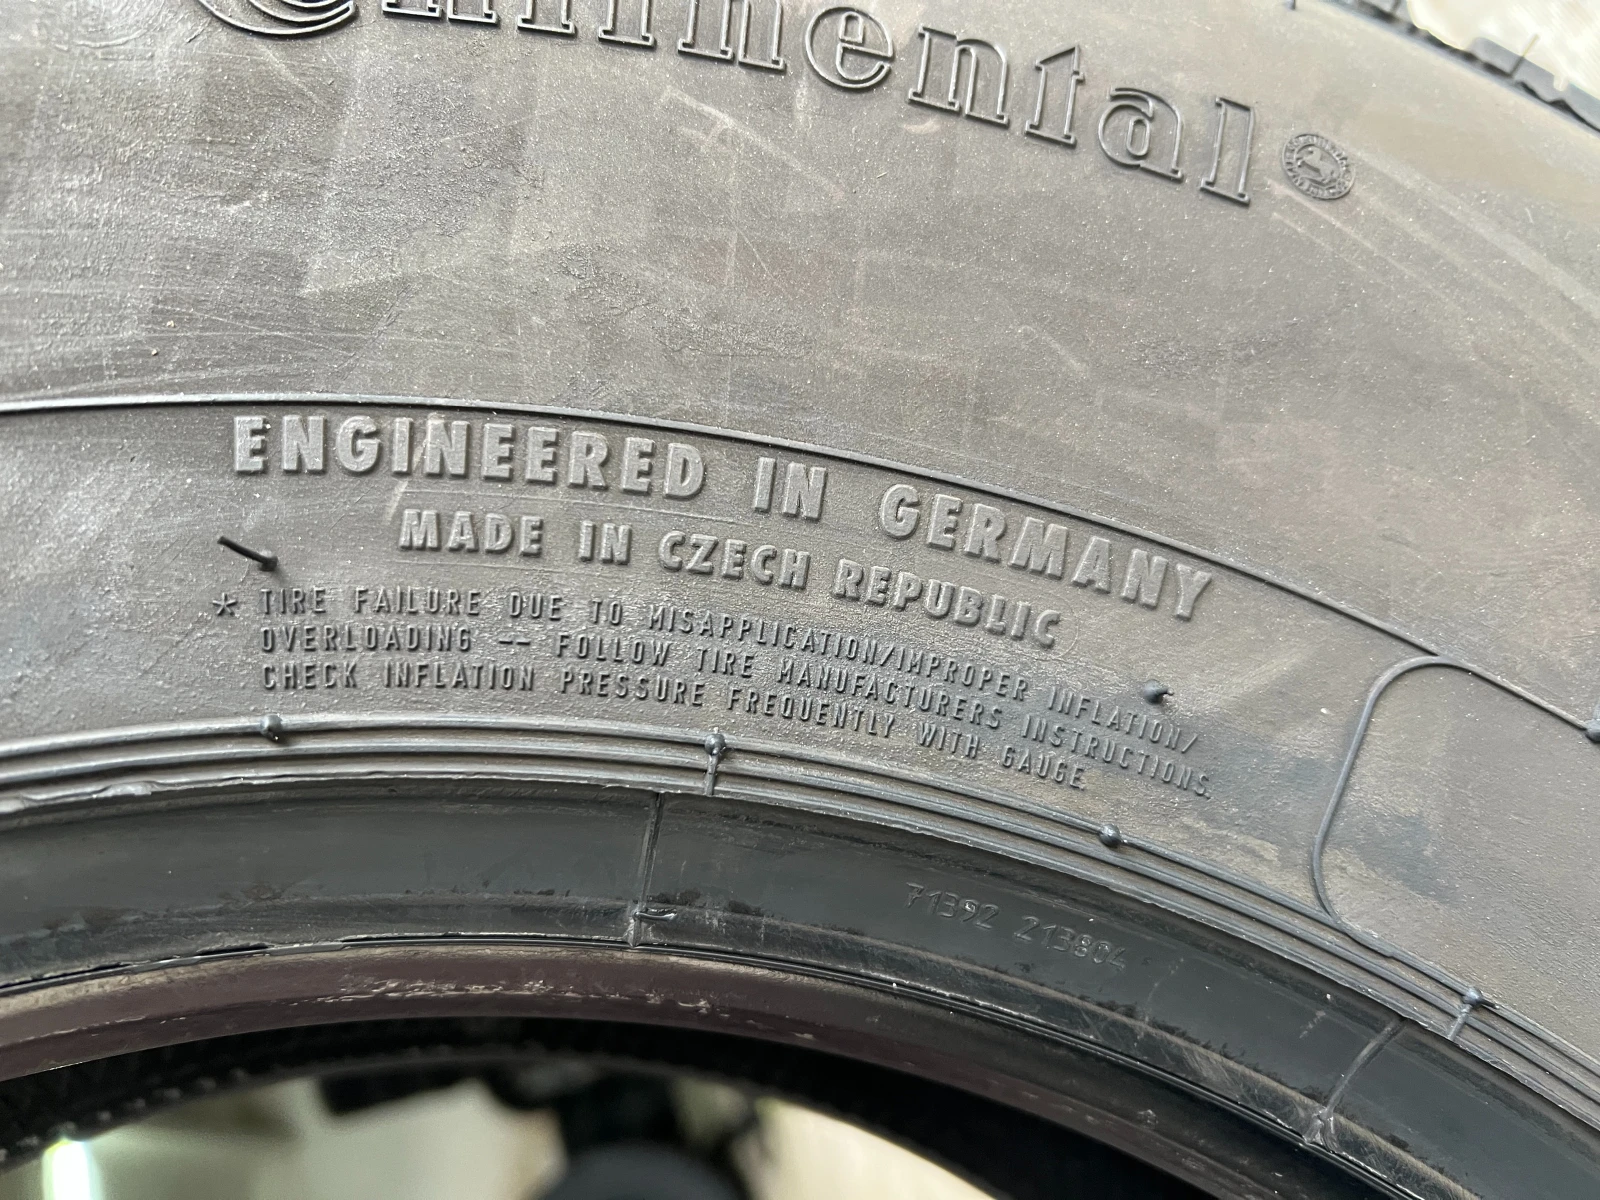 Continental
ENGINEERED IN GERMANY
MADE IN CZECH REPUBLIC
* TIRE FAILURE DUE TO MISAPPLICATION/IMPROPER INFLATION/
OVERLOADING -- FOLLOW TIRE MANUFACTURERS INSTRUCTIONS.
CHECK INFLATION PRESSURE FREQUENTLY WITH GAUGE.
71392 213804